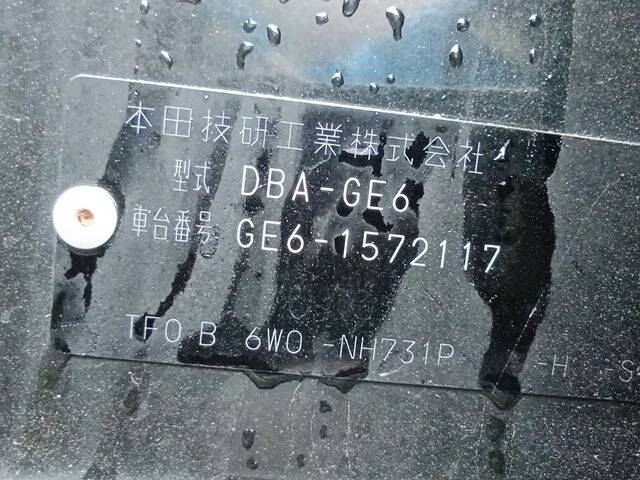 本田技研工業株式会社
型式 DBA-GE6
車台番号 GE6-1572117
TFO B 6WO -NH731P -H -S